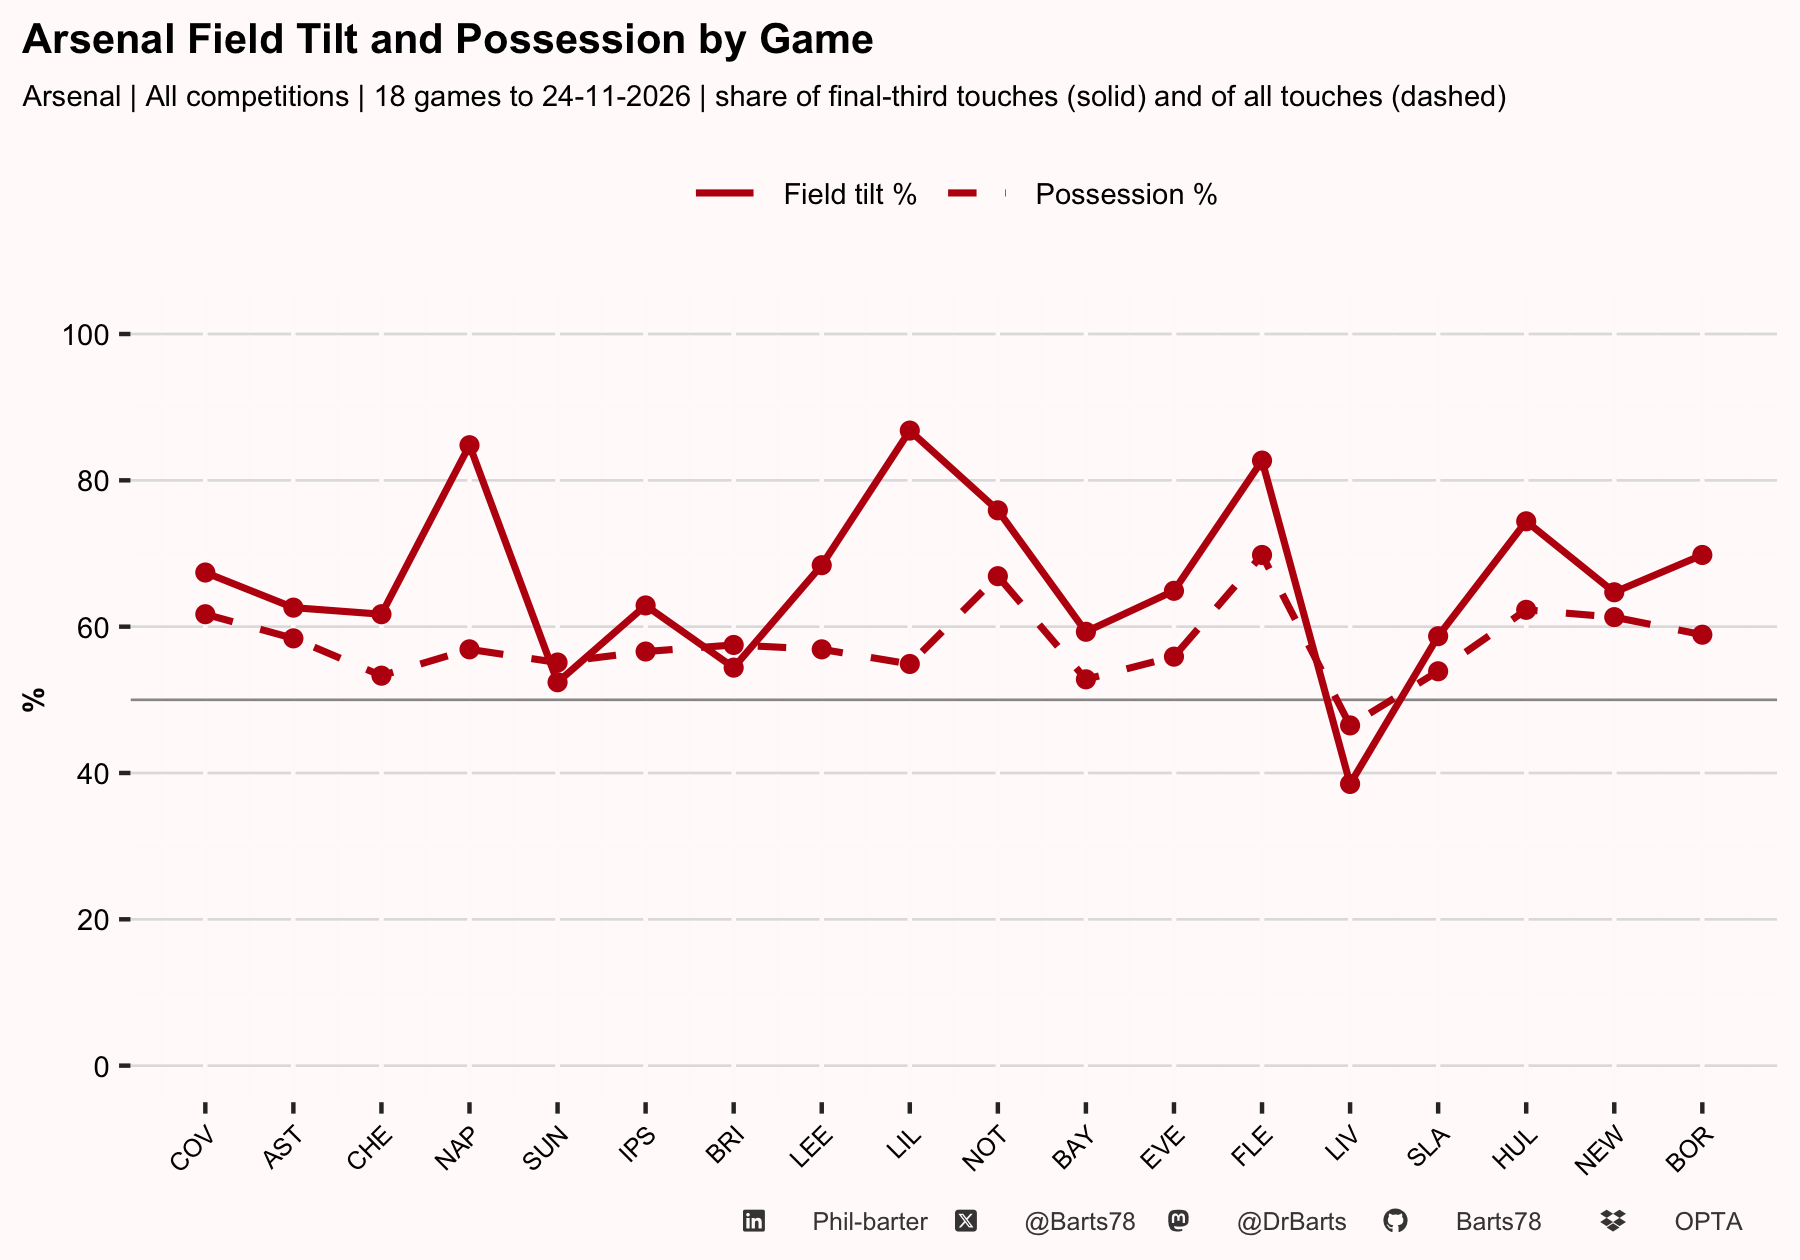 Arsenal Field Tilt and Possession by Game
Arsenal | All competitions | 18 games to 24-11-2026 | share of final-third touches (solid) and of all touches (dashed)
Field tilt % Possession %
100
80
60
40
20
0
%
COV AST CHE NAP SUN IPS BRI LEE LIL NOT BAY EVE FLE LIV SLA HUL NEW BOR
Phil-barter @Barts78 @DrBarts Barts78 OPTA